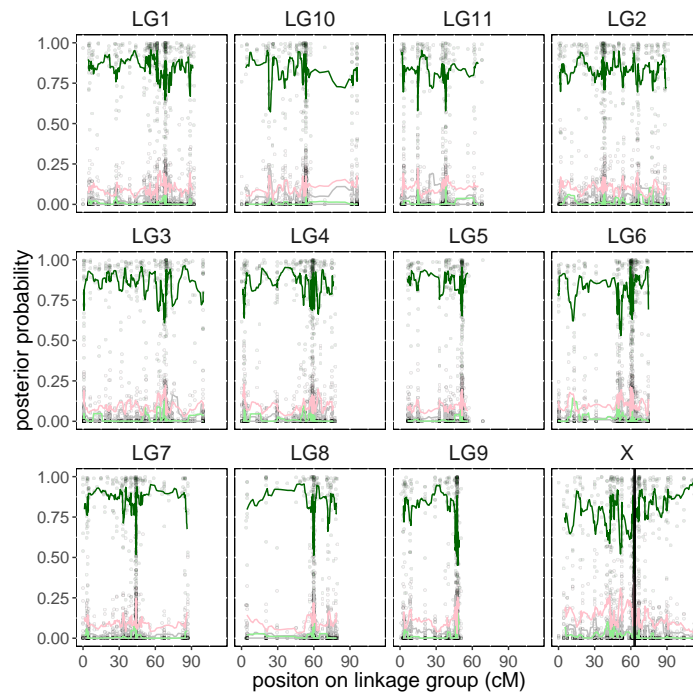 LG1 LG10 LG11 LG2
1.00
0.75
0.50
0.25
0.00
LG3 LG4 LG5 LG6
1.00
0.75
0.50
0.25
0.00
posterior probability
LG7 LG8 LG9 X
1.00
0.75
0.50
0.25
0.00
0 30 60 90 0 30 60 90 0 30 60 90 0 30 60 90
positon on linkage group (cM)